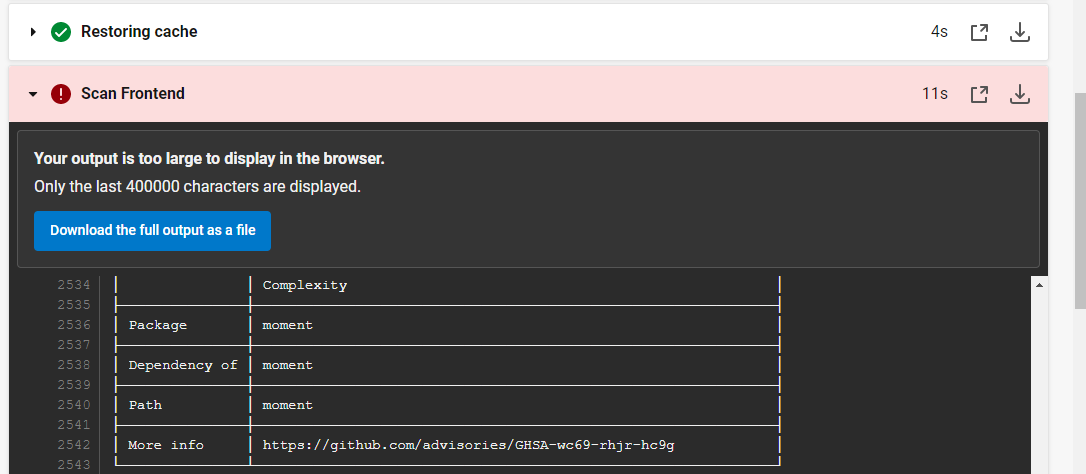 Restoring cache 4s
Scan Frontend 11s
Your output is too large to display in the browser.
Only the last 400000 characters are displayed.
Download the full output as a file
2534 Complexity
2535
2536 Package moment
2537
2538 Dependency of moment
2539
2540 Path moment
2541
2542 More info https://github.com/advisories/GHSA-wc69-rhjr-hc9g
2543